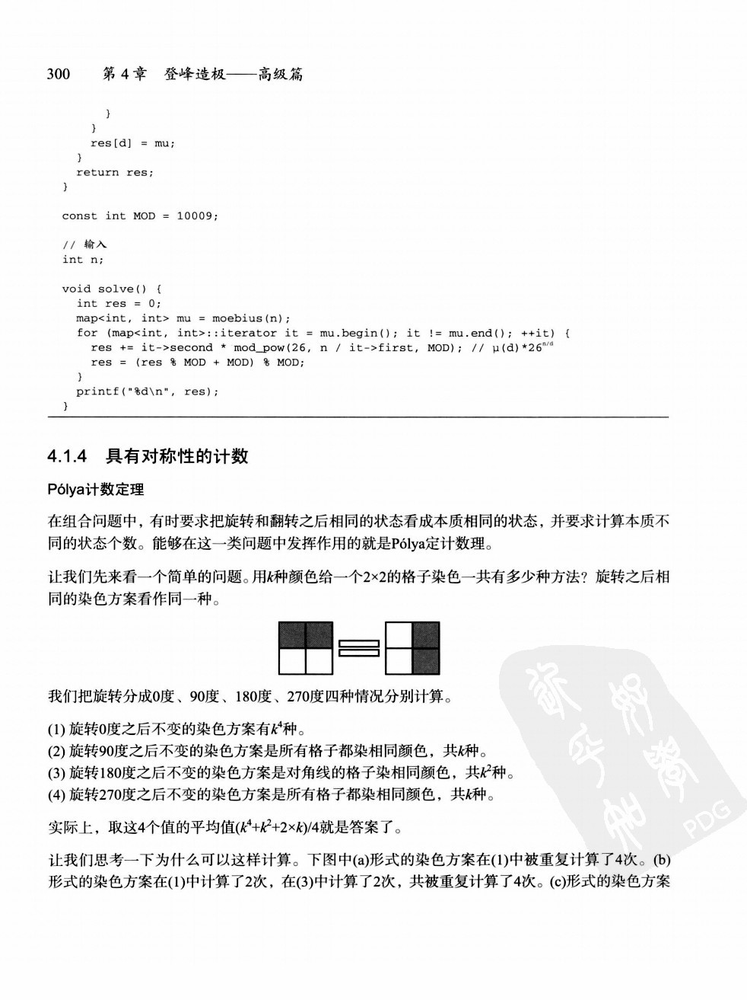 300 第 4 章 登峰造极——高级篇
}
}
res[d] = mu;
}
return res;
}
const int MOD = 10009;
// 输入
int n;
void solve() {
int res = 0;
map<int, int> mu = moebius(n);
for (map<int, int>::iterator it = mu.begin(); it != mu.end(); ++it) {
res += it->second * mod_pow(26, n / it->first, MOD); // μ(d)*26ⁿ/ᵈ
res = (res % MOD + MOD) % MOD;
}
printf("%d\n", res);
}
4.1.4 具有对称性的计数
Pólya计数定理
在组合问题中，有时要求把旋转和翻转之后相同的状态看成本质相同的状态，并要求计算本质不
同的状态个数。能够在这一类问题中发挥作用的就是Pólya定计数理。
让我们先来看一个简单的问题。用k种颜色给一个2×2的格子染色一共有多少种方法？旋转之后相
同的染色方案看作同一种。
我们把旋转分成0度、90度、180度、270度四种情况分别计算。
(1) 旋转0度之后不变的染色方案有k⁴种。
(2) 旋转90度之后不变的染色方案是所有格子都染相同颜色，共k种。
(3) 旋转180度之后不变的染色方案是对角线的格子染相同颜色，共k²种。
(4) 旋转270度之后不变的染色方案是所有格子都染相同颜色，共k种。
实际上，取这4个值的平均值(k⁴+k²+2×k)/4就是答案了。
让我们思考一下为什么可以这样计算。下图中(a)形式的染色方案在(1)中被重复计算了4次。(b)
形式的染色方案在(1)中计算了2次，在(3)中计算了2次，共被重复计算了4次。(c)形式的染色方案
PDG